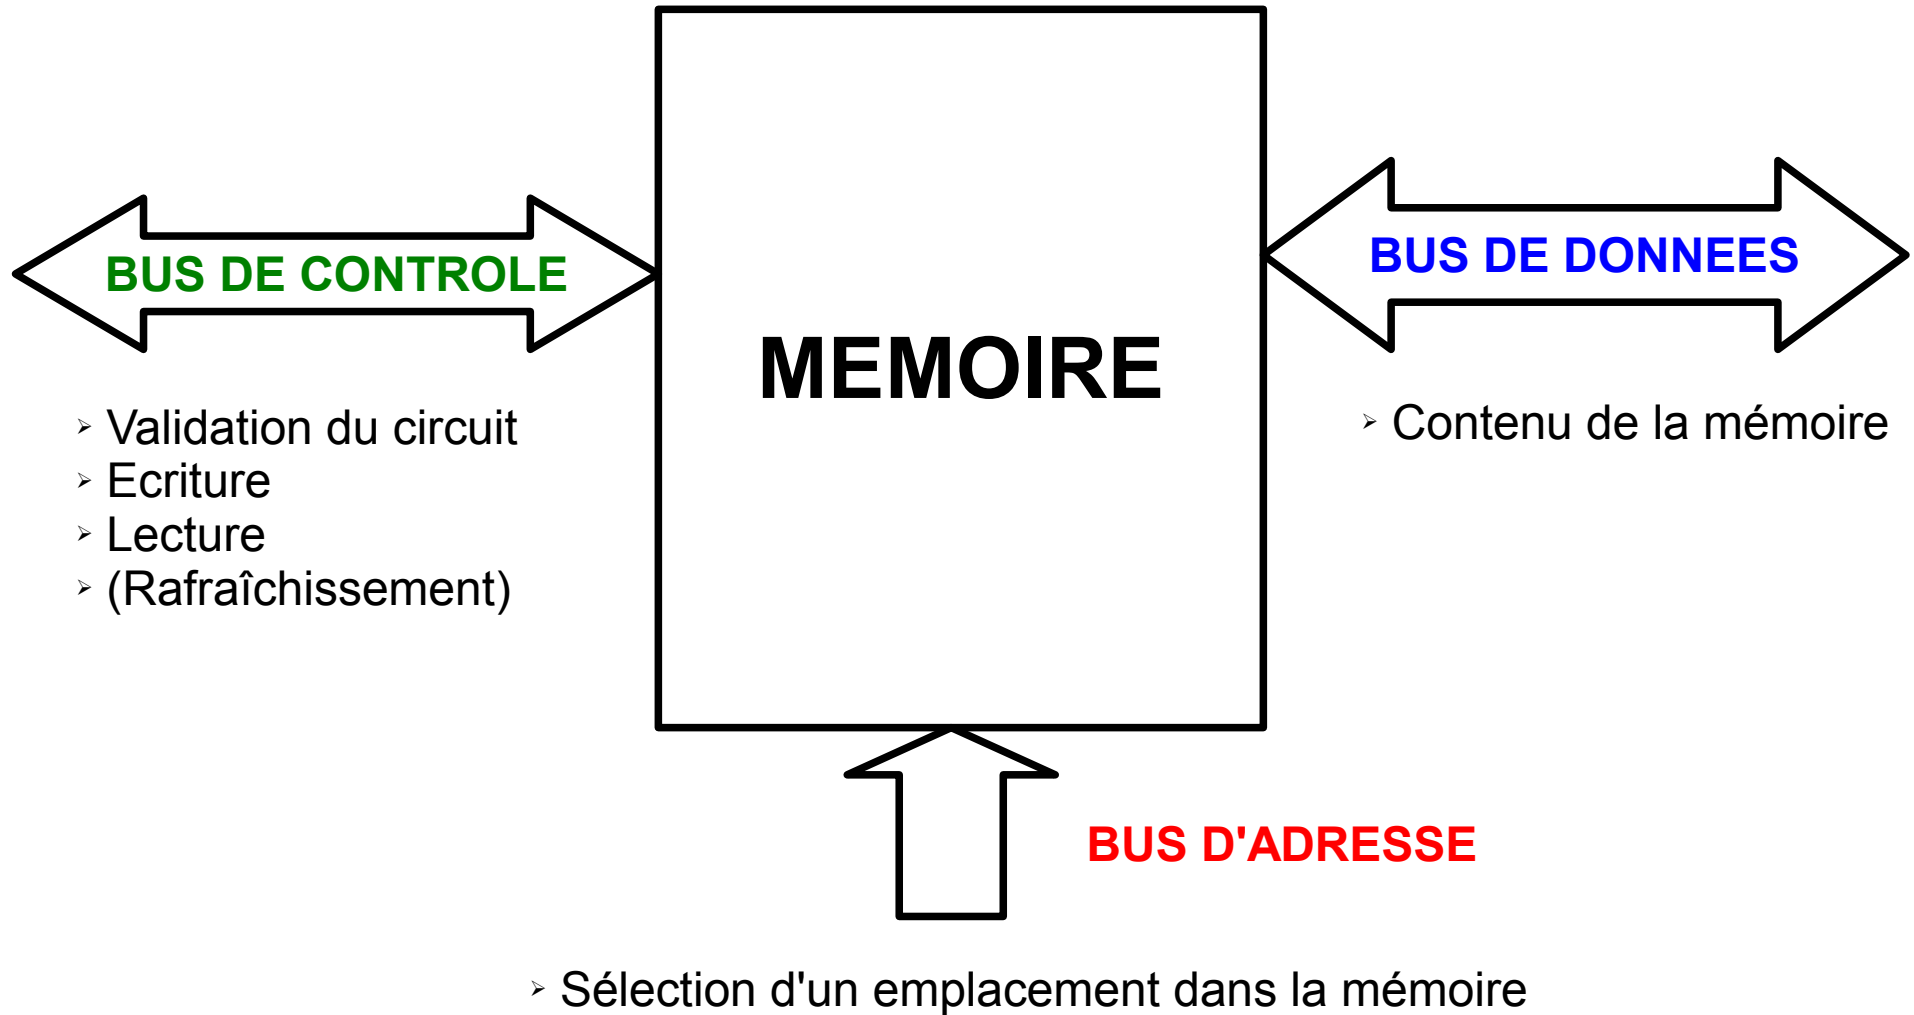 BUS DE CONTROLE
➢ Validation du circuit
➢ Ecriture
➢ Lecture
➢ (Rafraîchissement)
MEMOIRE
BUS DE DONNEES
➢ Contenu de la mémoire
BUS D'ADRESSE
➢ Sélection d'un emplacement dans la mémoire